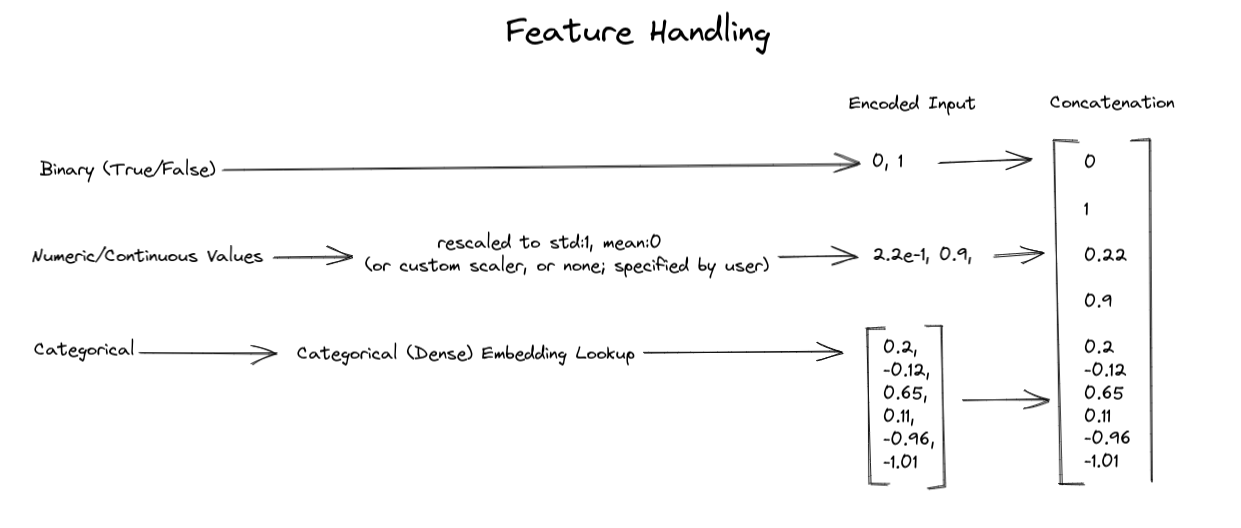 Feature Handling
Encoded Input
Concatenation
Binary (True/False)
0, 1
0
1
Numeric/Continuous Values
rescaled to std:1, mean:0
(or custom scaler, or none; specified by user)
2.2e-1, 0.9,
0.22
0.9
Categorical
Categorical (Dense) Embedding Lookup
0.2,
-0.12,
0.65,
0.11,
-0.96,
-1.01
0.2
-0.12
0.65
0.11
-0.96
-1.01